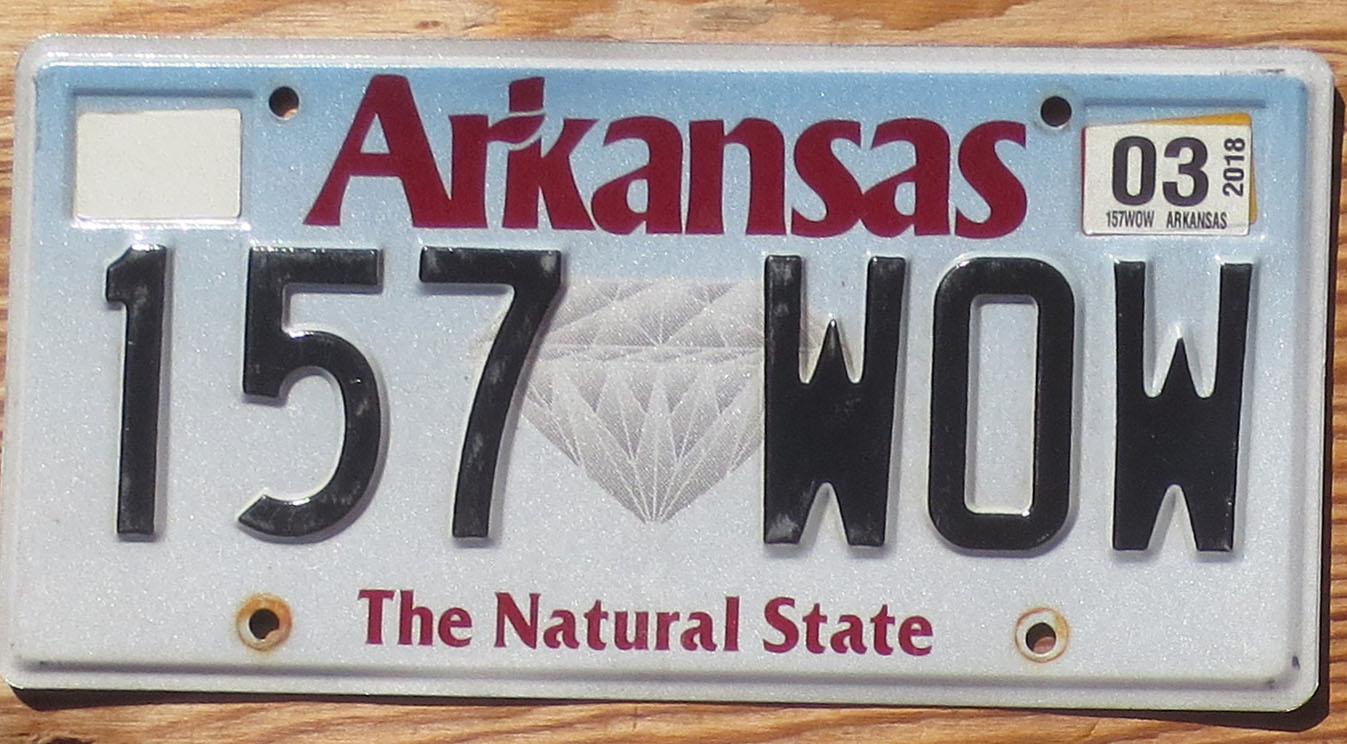 Arkansas
03 2018
157WOW ARKANSAS
157 WOW
The Natural State